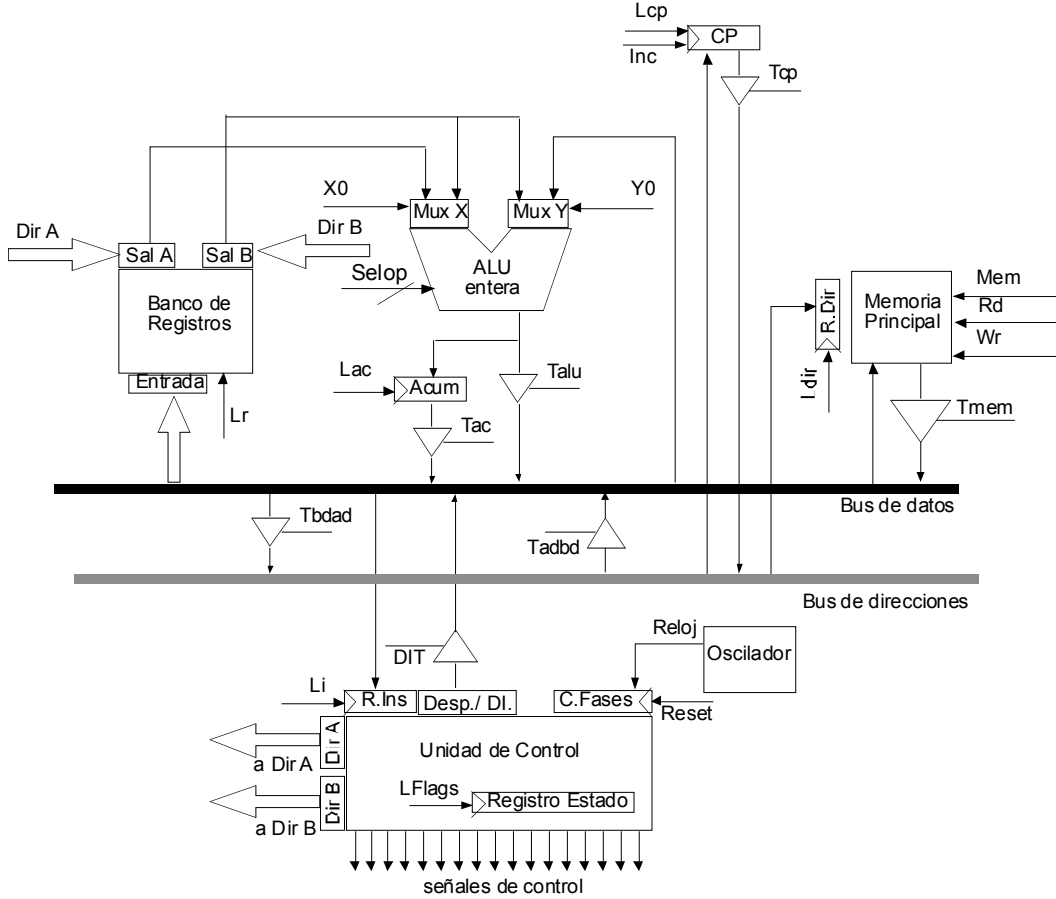 Lcp
CP
Inc
Tcp
X0
Y0
Mux X
Mux Y
Dir A
Dir B
Sal A
Sal B
ALU
entera
Selop
Banco de
Registros
R.Dir
Memoria
Principal
Mem
Rd
Wr
Ldir
Entrada
Lr
Lac
Acum
Talu
Tac
Tmem
Bus de datos
Tbdad
Tadbd
Bus de direcciones
Reloj
Oscilador
DIT
Li
R.Ins
Desp./ DI.
C.Fases
Reset
Dir A
a Dir A
Unidad de Control
Dir B
a Dir B
LFlags
Registro Estado
señales de control